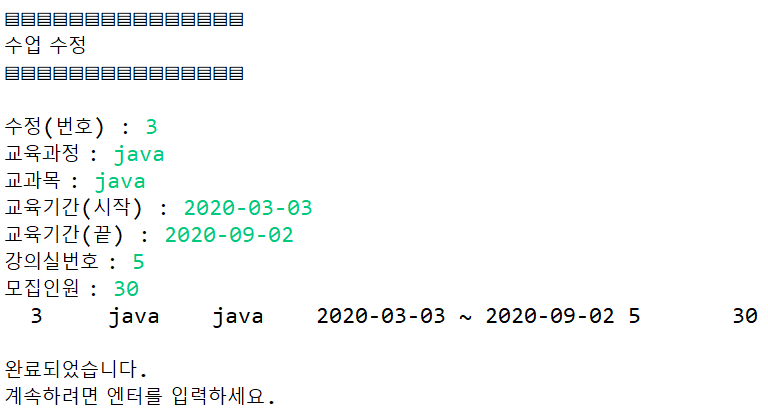 ▤▤▤▤▤▤▤▤▤▤▤▤▤▤▤
수업 수정
▤▤▤▤▤▤▤▤▤▤▤▤▤▤▤
수정(번호) : 3
교육과정 : java
교과목 : java
교육기간(시작) : 2020-03-03
교육기간(끝) : 2020-09-02
강의실번호 : 5
모집인원 : 30
3 java java 2020-03-03 ~ 2020-09-02 5 30
완료되었습니다.
계속하려면 엔터를 입력하세요.